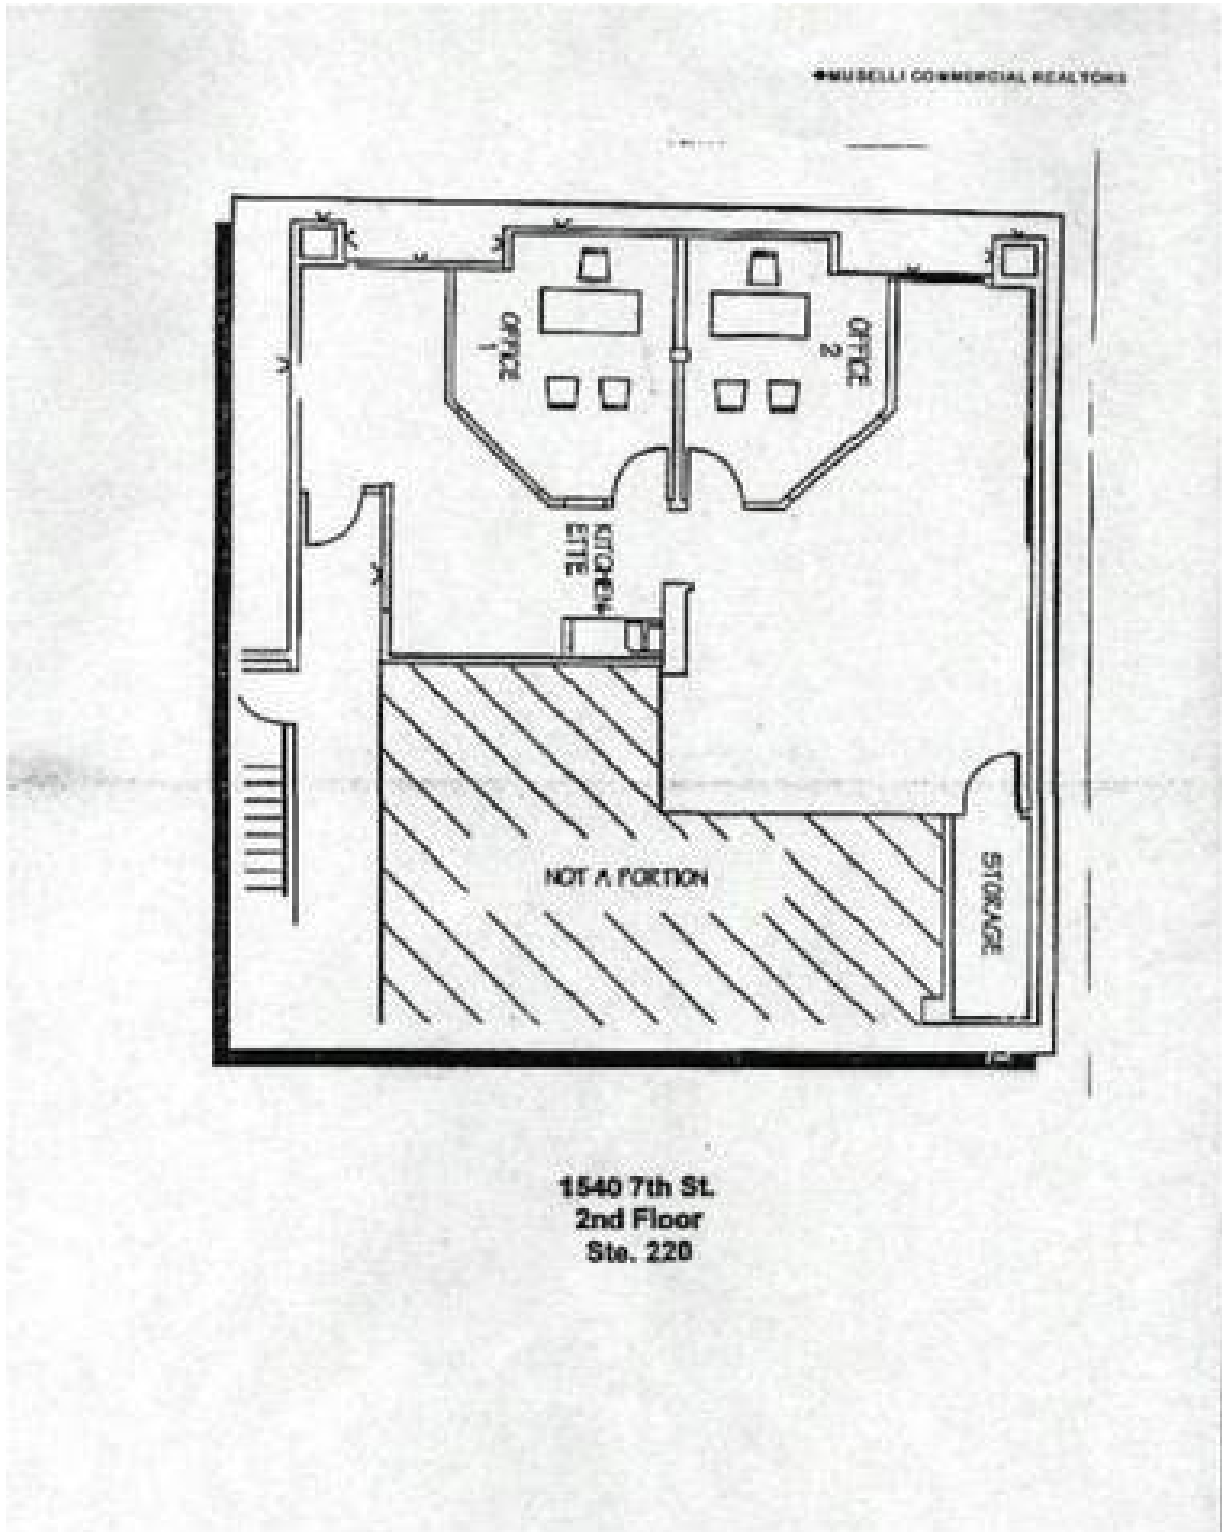 MUSELLI COMMERCIAL REALTORS
OFFICE
1
OFFICE
2
KITCHEN-
ETTE
NOT A PORTION
STORAGE
1540 7th St.
2nd Floor
Ste. 220